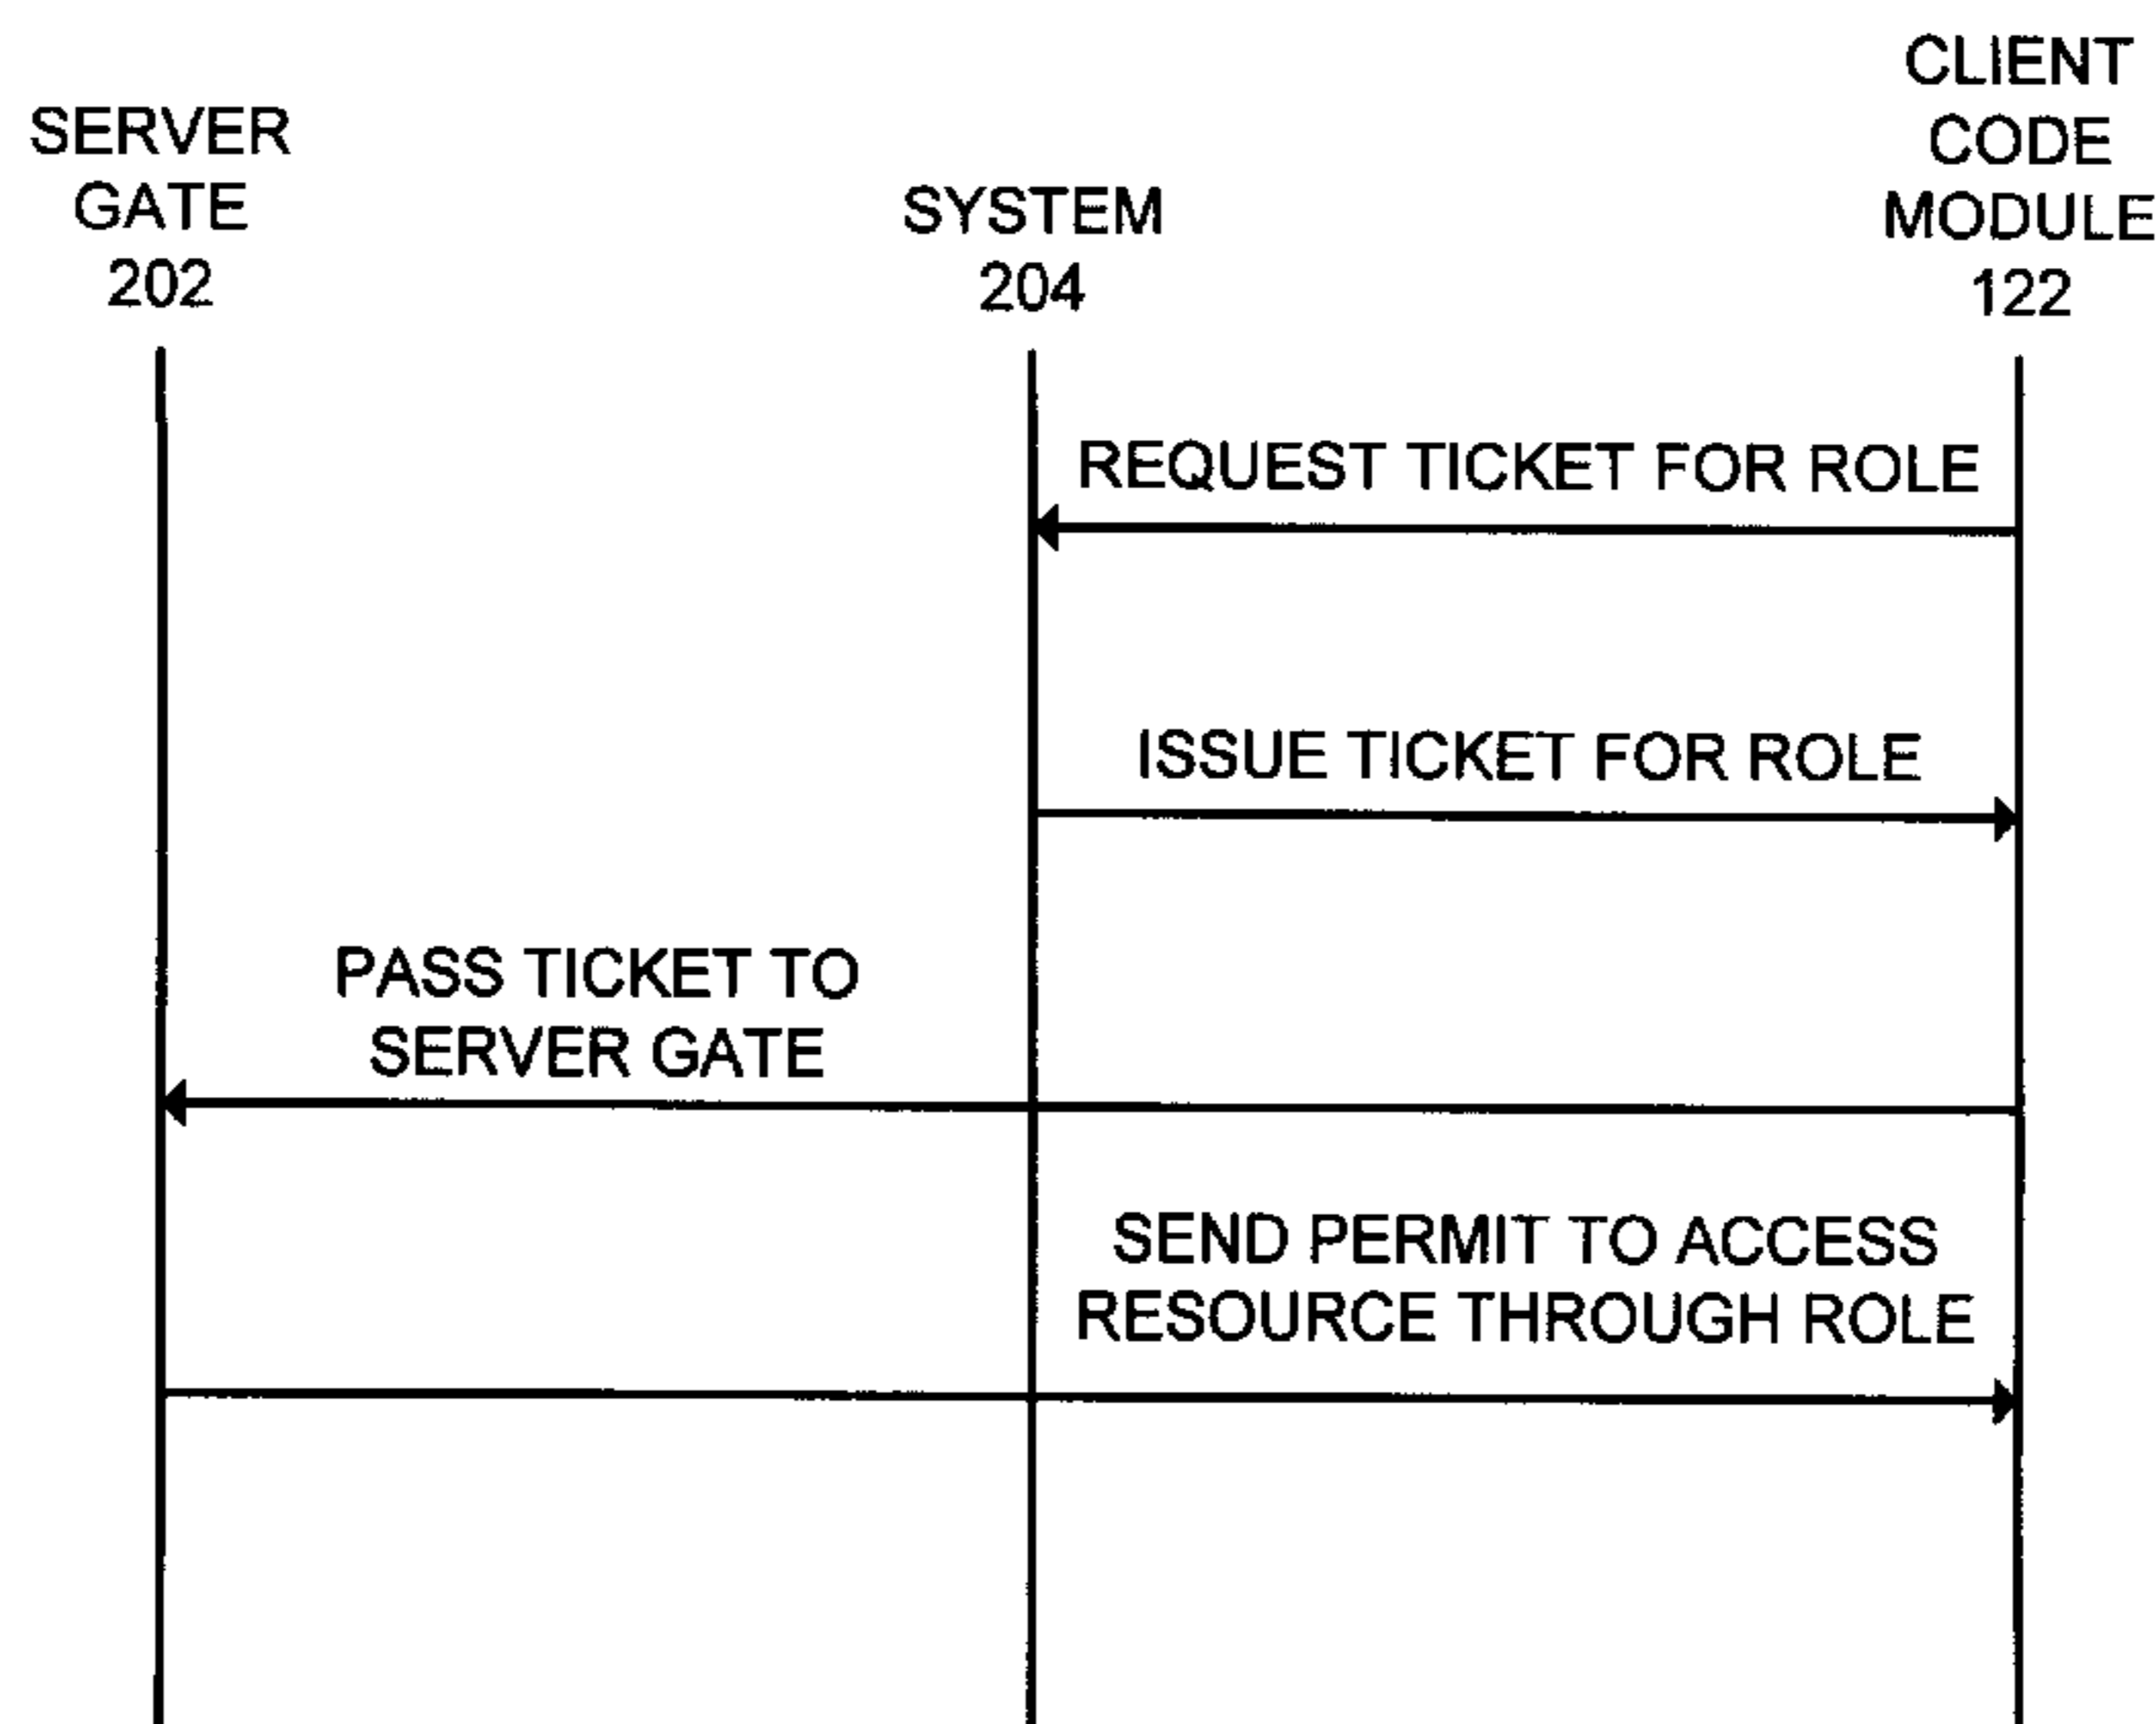 SERVER
GATE
202
SYSTEM
204
CLIENT
CODE
MODULE
122
REQUEST TICKET FOR ROLE
ISSUE TICKET FOR ROLE
PASS TICKET TO
SERVER GATE
SEND PERMIT TO ACCESS
RESOURCE THROUGH ROLE